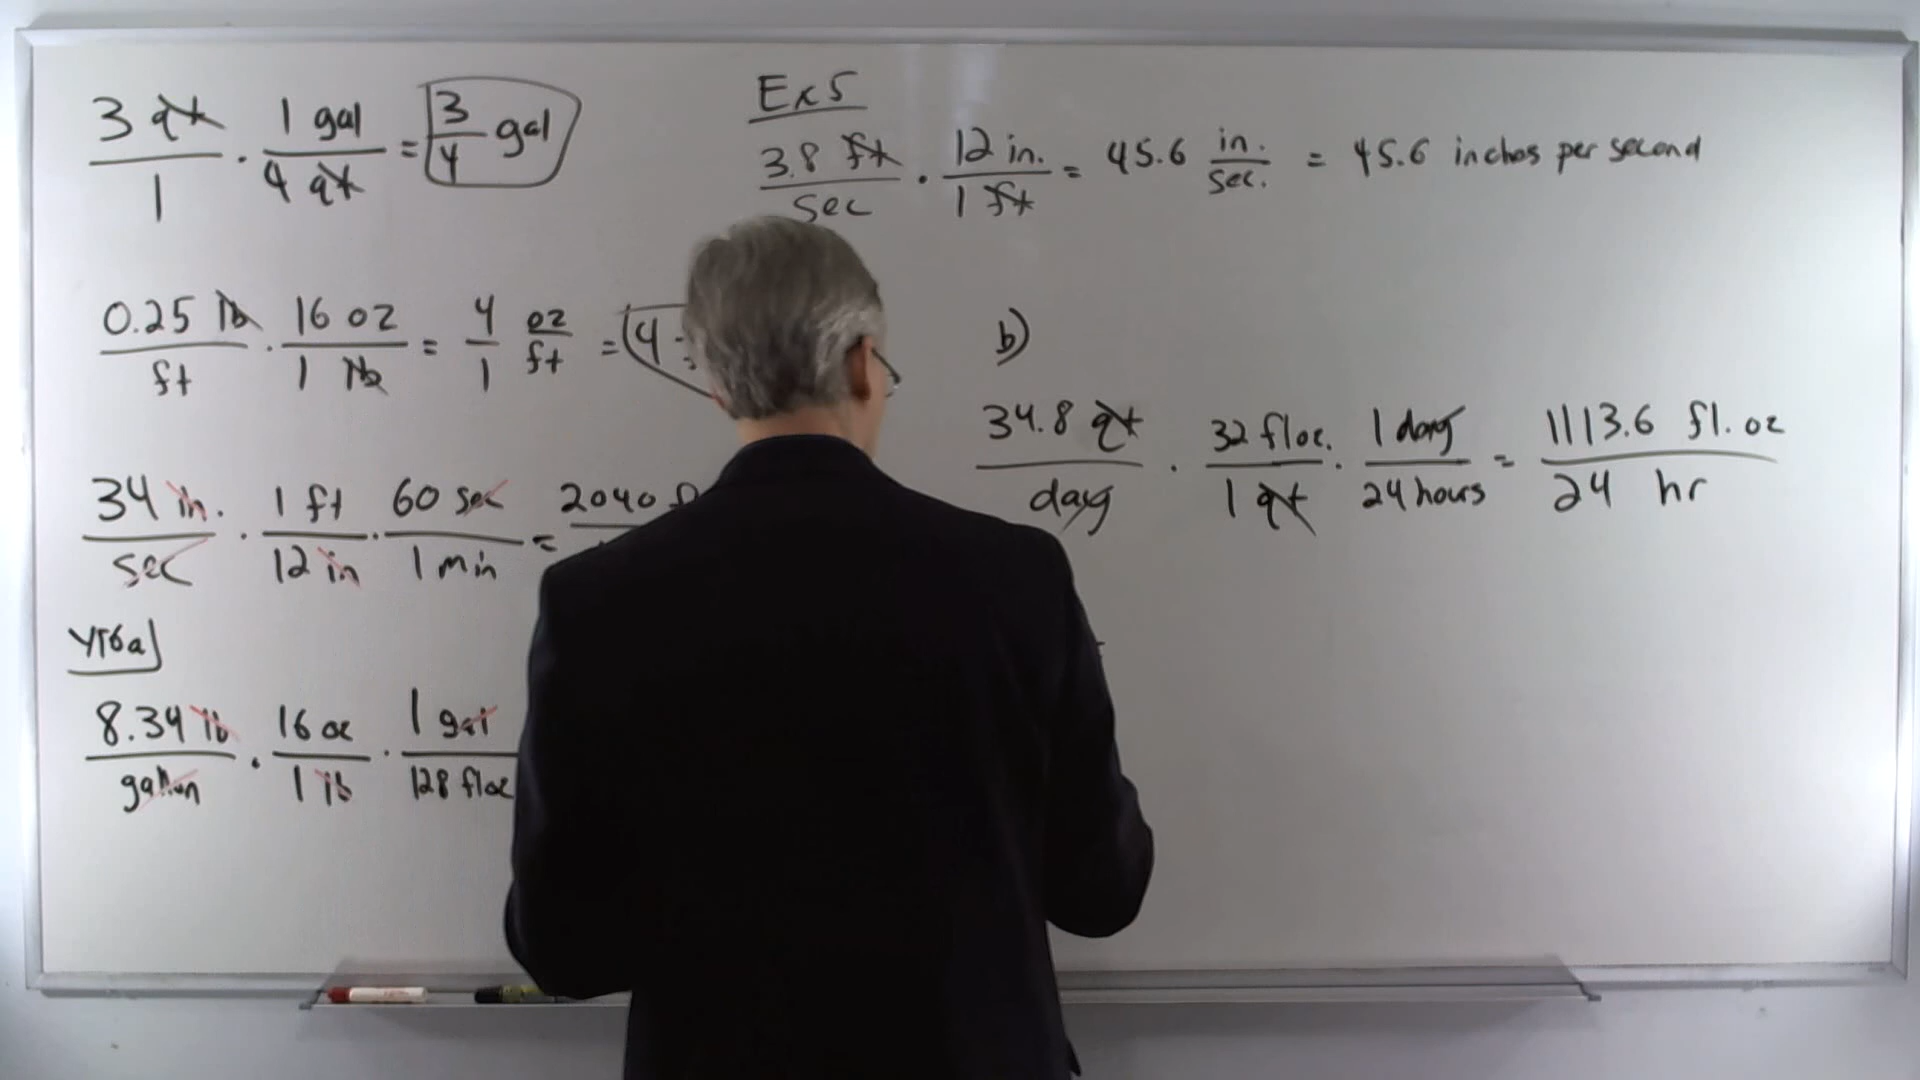 3 qt / 1 · 1 gal / 4 qt = 3/4 gal
0.25 lb / ft · 16 oz / 1 lb = 4/1 oz/ft = 4
34 in. / sec · 1 ft / 12 in · 60 sec / 1 min = 2040 f
YT6a
8.34 lb / gallon · 16 oz / 1 lb · 1 gal / 128 floz
Ex5
3.8 ft / sec · 12 in. / 1 ft = 45.6 in. / sec. = 45.6 inches per second
b)
34.8 qt / day · 32 floz. / 1 qt · 1 day / 24 hours = 1113.6 fl. oz / 24 hr